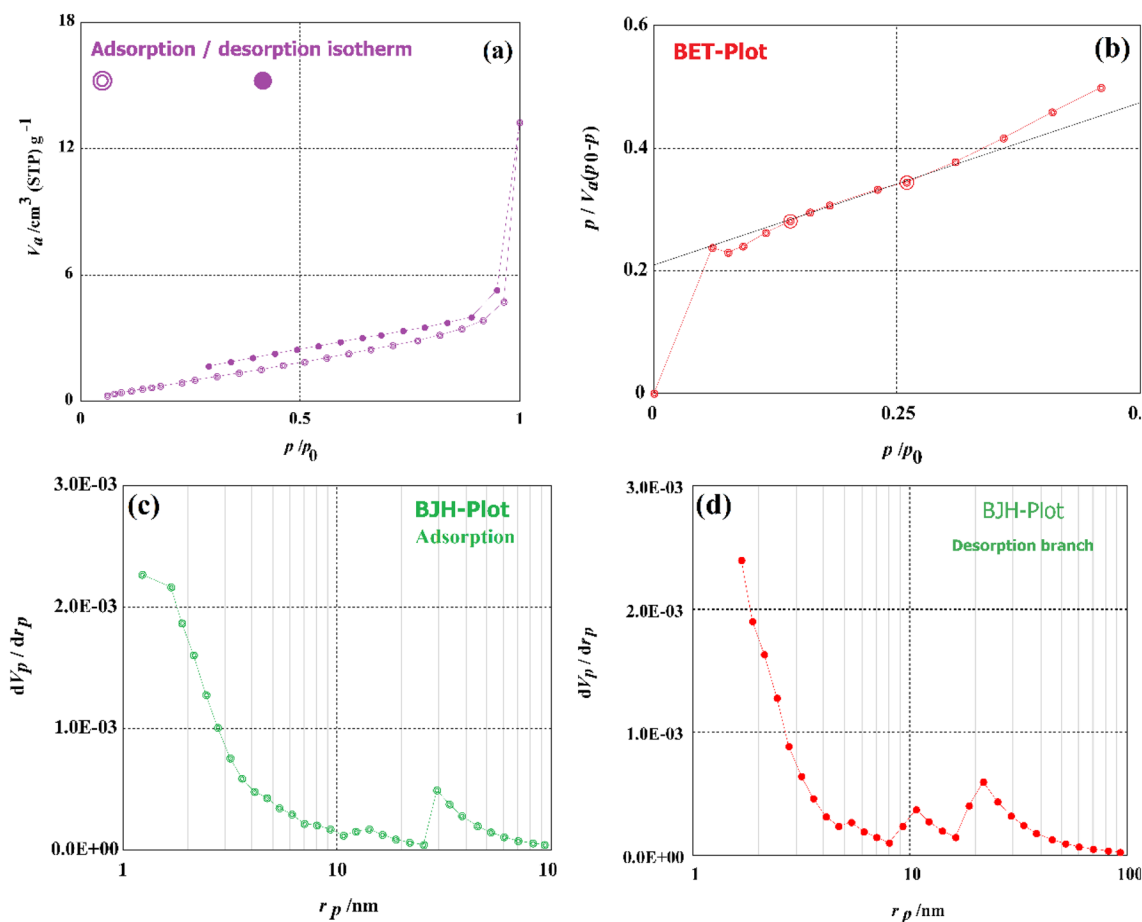 (a)
Adsorption / desorption isotherm
18
12
6
0
Va /cm³ (STP) g⁻¹
0
0.5
1
p /p0
(b)
BET-Plot
0.6
0.4
0.2
0
p / Va(p0-p)
0
0.25
0.
p /p0
(c)
BJH-Plot
Adsorption
3.0E-03
2.0E-03
1.0E-03
0.0E+00
dVp / drp
1
10
10
rp /nm
(d)
BJH-Plot
Desorption branch
3.0E-03
2.0E-03
1.0E-03
0.0E+00
dVp / drp
1
10
100
rp /nm